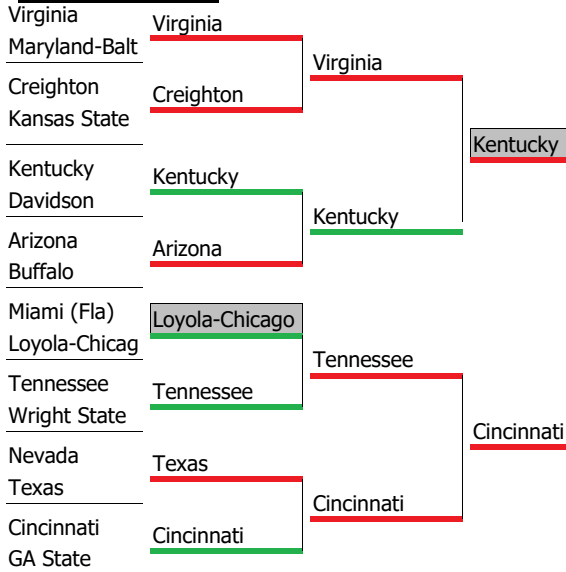 Virginia
Maryland-Balt
Creighton
Kansas State
Kentucky
Davidson
Arizona
Buffalo
Miami (Fla)
Loyola-Chicag
Tennessee
Wright State
Nevada
Texas
Cincinnati
GA State
Virginia
Creighton
Kentucky
Arizona
Loyola-Chicago
Tennessee
Texas
Cincinnati
Virginia
Kentucky
Tennessee
Cincinnati
Kentucky
Cincinnati